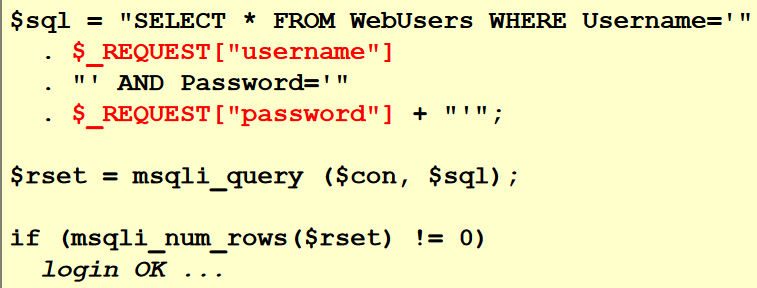 $sql = "SELECT * FROM WebUsers WHERE Username='"
. $_REQUEST["username"]
. "' AND Password='"
. $_REQUEST["password"] + "'";
$rset = msqli_query ($con, $sql);
if (msqli_num_rows($rset) != 0)
login OK ...